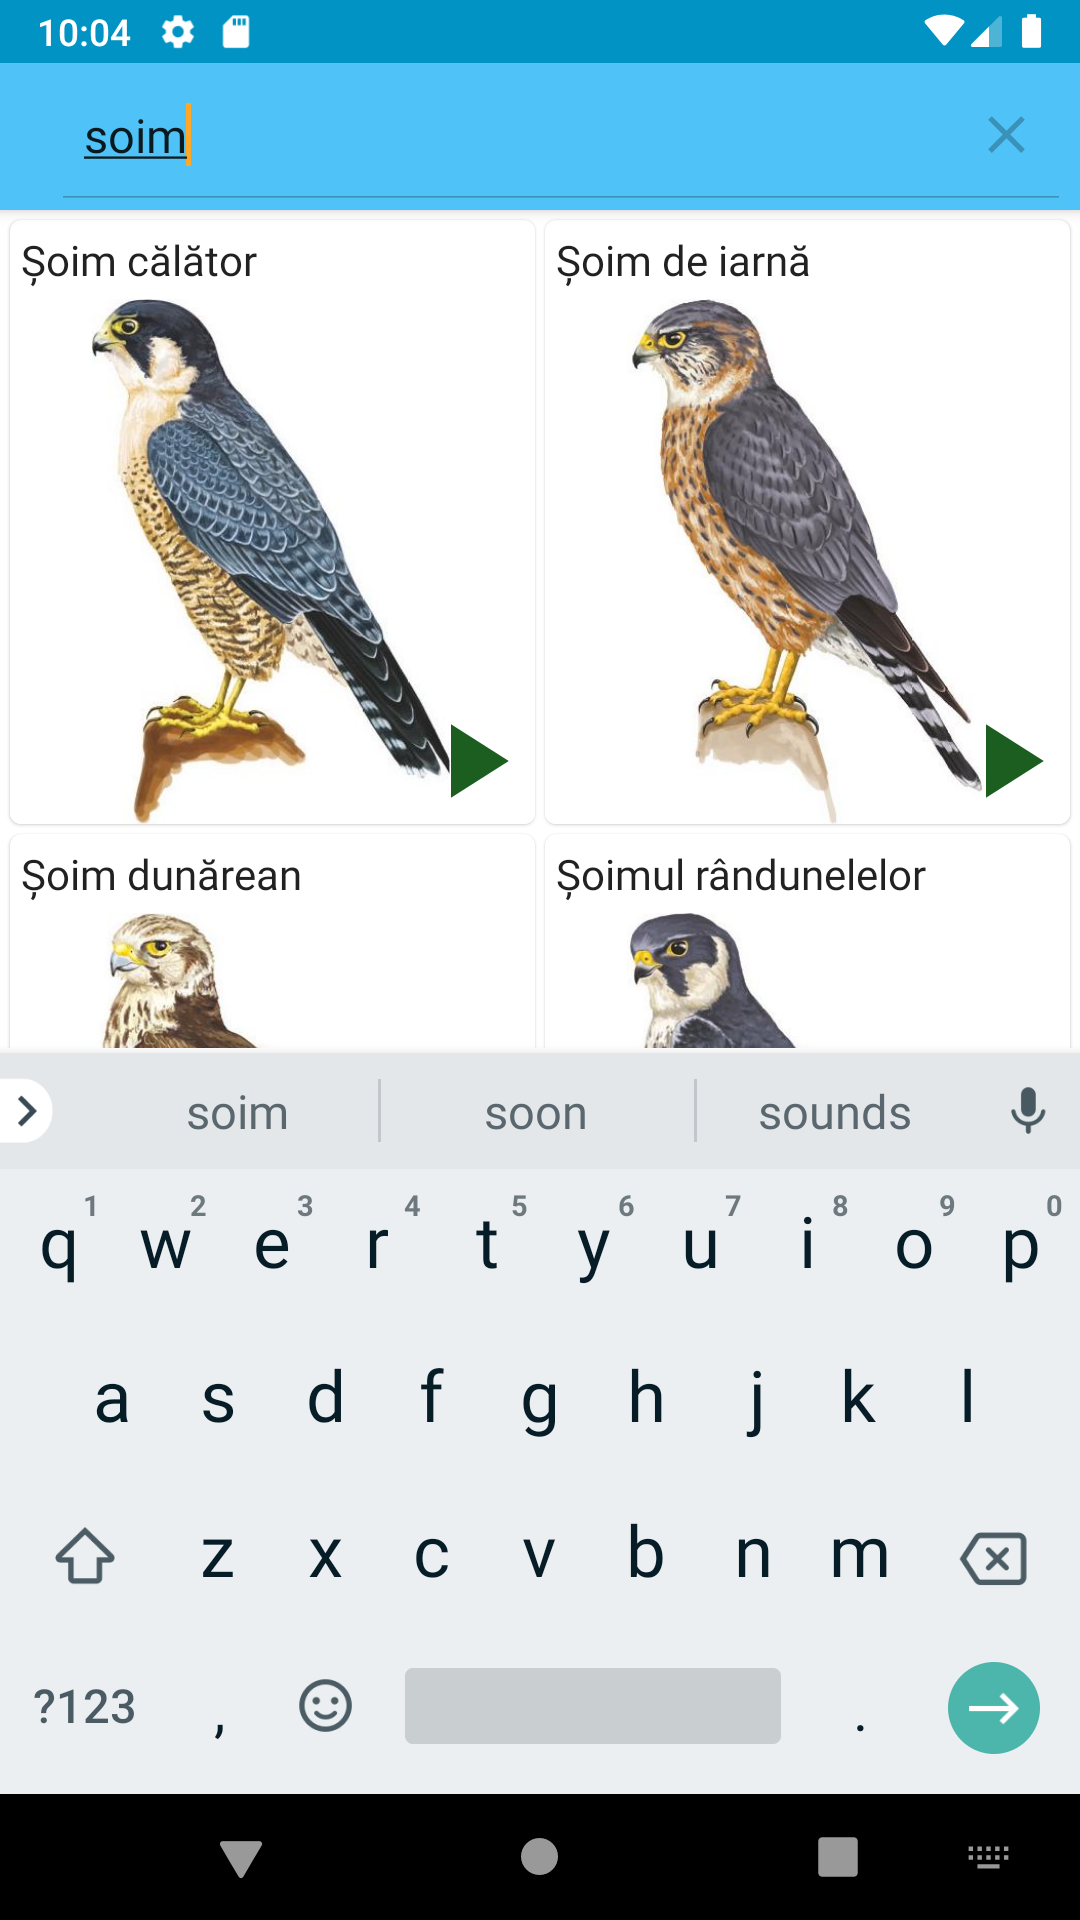 10:04
soim
Șoim călător
Șoim de iarnă
Șoim dunărean
Șoimul rândunelelor
soim
soon
sounds
1 2 3 4 5 6 7 8 9 0
q w e r t y u i o p
a s d f g h j k l
z x c v b n m
?123 , .